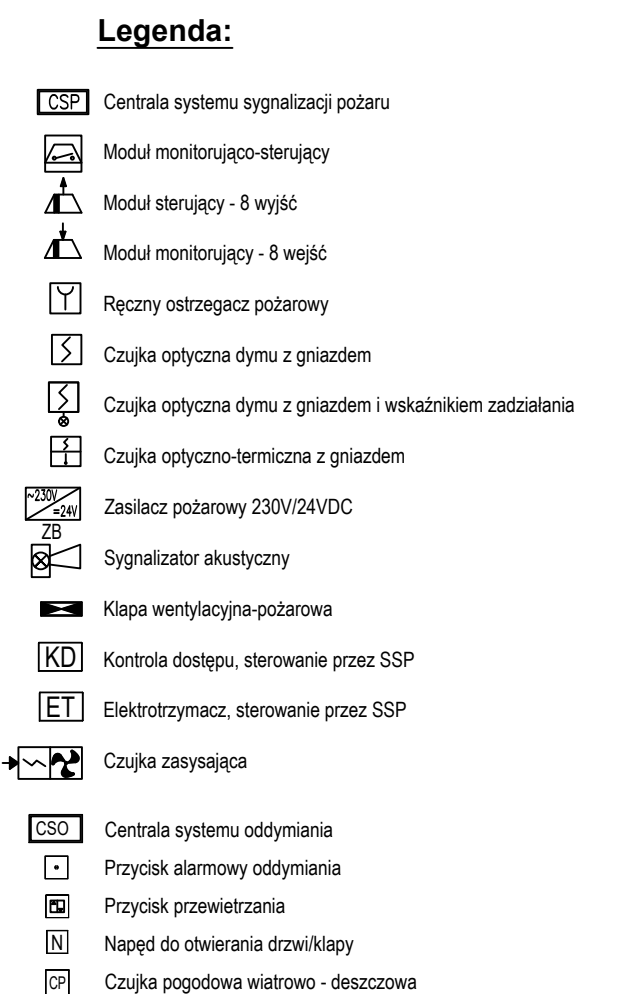 Legenda:
CSP Centrala systemu sygnalizacji pożaru
Moduł monitorująco-sterujący
Moduł sterujący - 8 wyjść
Moduł monitorujący - 8 wejść
Ręczny ostrzegacz pożarowy
Czujka optyczna dymu z gniazdem
Czujka optyczna dymu z gniazdem i wskaźnikiem zadziałania
Czujka optyczno-termiczna z gniazdem
~230V =24V Zasilacz pożarowy 230V/24VDC
ZB
Sygnalizator akustyczny
Klapa wentylacyjna-pożarowa
KD Kontrola dostępu, sterowanie przez SSP
ET Elektrotrzymacz, sterowanie przez SSP
Czujka zasysająca
CSO Centrala systemu oddymiania
Przycisk alarmowy oddymiania
Przycisk przewietrzania
N Napęd do otwierania drzwi/klapy
CP Czujka pogodowa wiatrowo - deszczowa